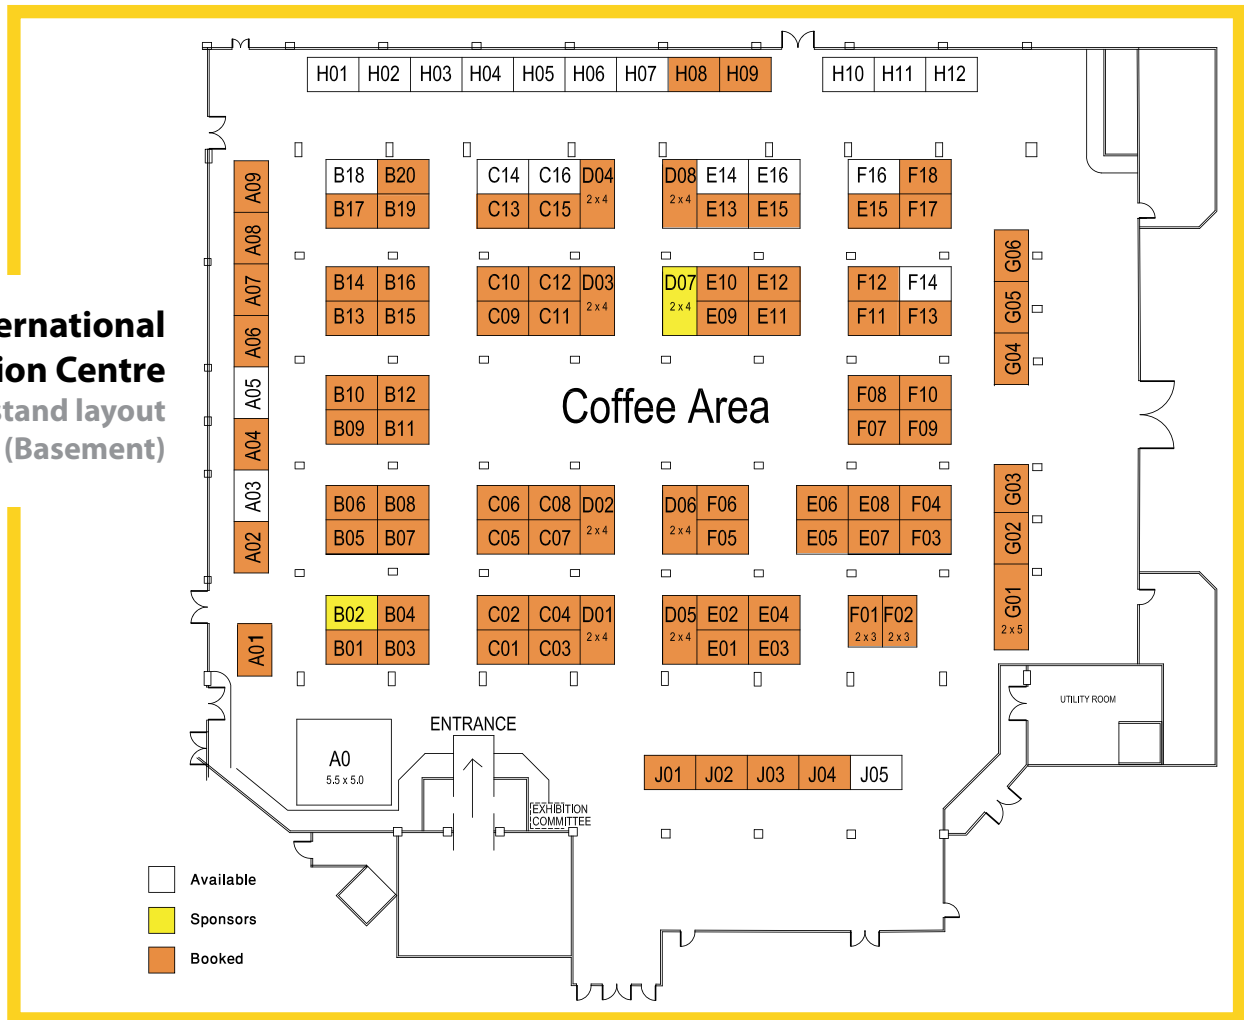 H01 H02 H03 H04 H05 H06 H07 H08 H09 H10 H11 H12
B18 B20 C14 C16 D04 D08 E14 E16 F16 F18
2 x 4 2 x 4
B17 B19 C13 C15 E13 E15 E15 F17
A09
A08
A07
A06
A05
A04
A03
A02
A01
B14 B16 C10 C12 D03 D07 E10 E12 F12 F14
2 x 4 2 x 4
B13 B15 C09 C11 E09 E11 F11 F13
G06
G05
G04
ernational
ion Centre
stand layout
(Basement)
B10 B12 F08 F10
Coffee Area
B09 B11 F07 F09
B06 B08 C06 C08 D02 D06 F06 E06 E08 F04
2 x 4 2 x 4
B05 B07 C05 C07 F05 E05 E07 F03
G03
G02
G01
2 x 5
B02 B04 C02 C04 D01 D05 E02 E04 F01 F02
2 x 4 2 x 4 2 x 3 2 x 3
B01 B03 C01 C03 E01 E03
UTILITY ROOM
ENTRANCE
A0
5.5 x 5.0
J01 J02 J03 J04 J05
EXHIBITION
COMMITTEE
Available
Sponsors
Booked